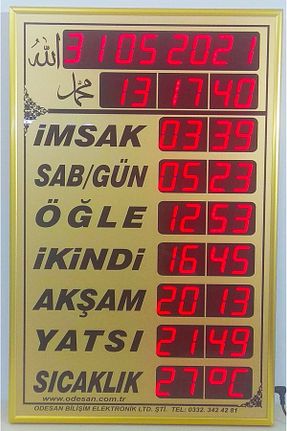 الله 31 05 2021
محمد 13 17 40
İMSAK 03 39
SAB/GÜN 05 23
ÖĞLE 12 53
İKİNDİ 16 45
AKŞAM 20 13
YATSI 21 49
SICAKLIK 27°C
www.odesan.com.tr
ODESAN BİLİŞİM ELEKTRONİK LTD. ŞTİ. TEL: 0332. 342 42 81